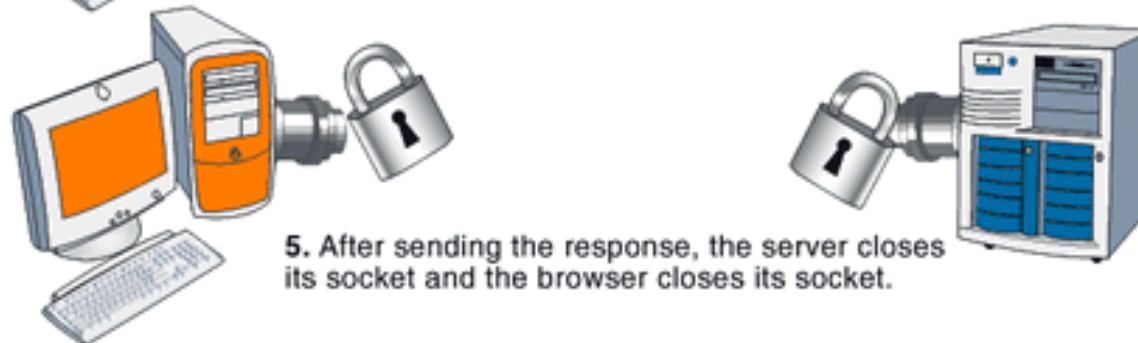 5. After sending the response, the server closes
its socket and the browser closes its socket.